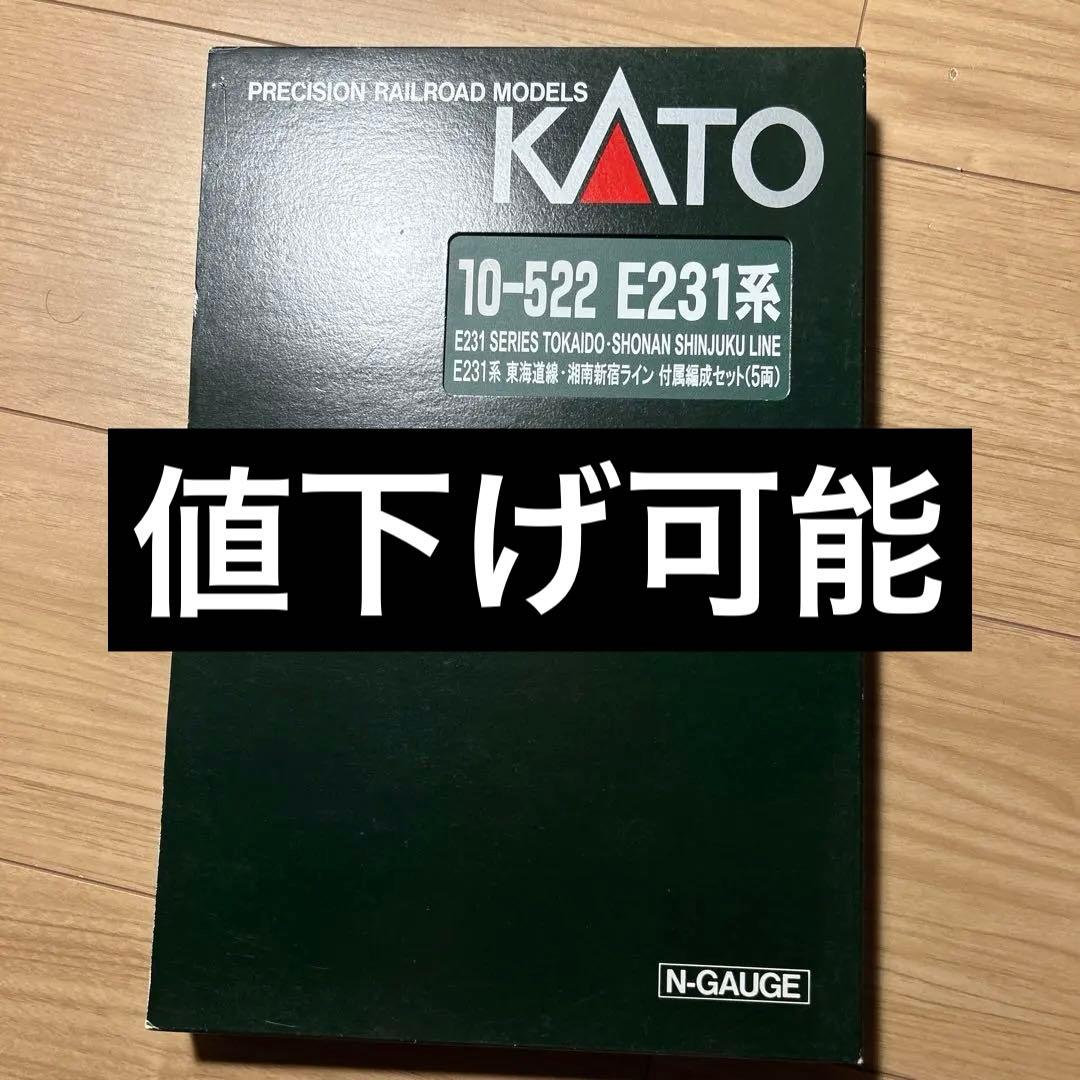 PRECISION RAILROAD MODELS
KATO
10-522 E231系
E231 SERIES TOKAIDO·SHONAN SHINJUKU LINE
E231系 東海道線・湘南新宿ライン 付属編成セット(5両)
値下げ可能
N-GAUGE